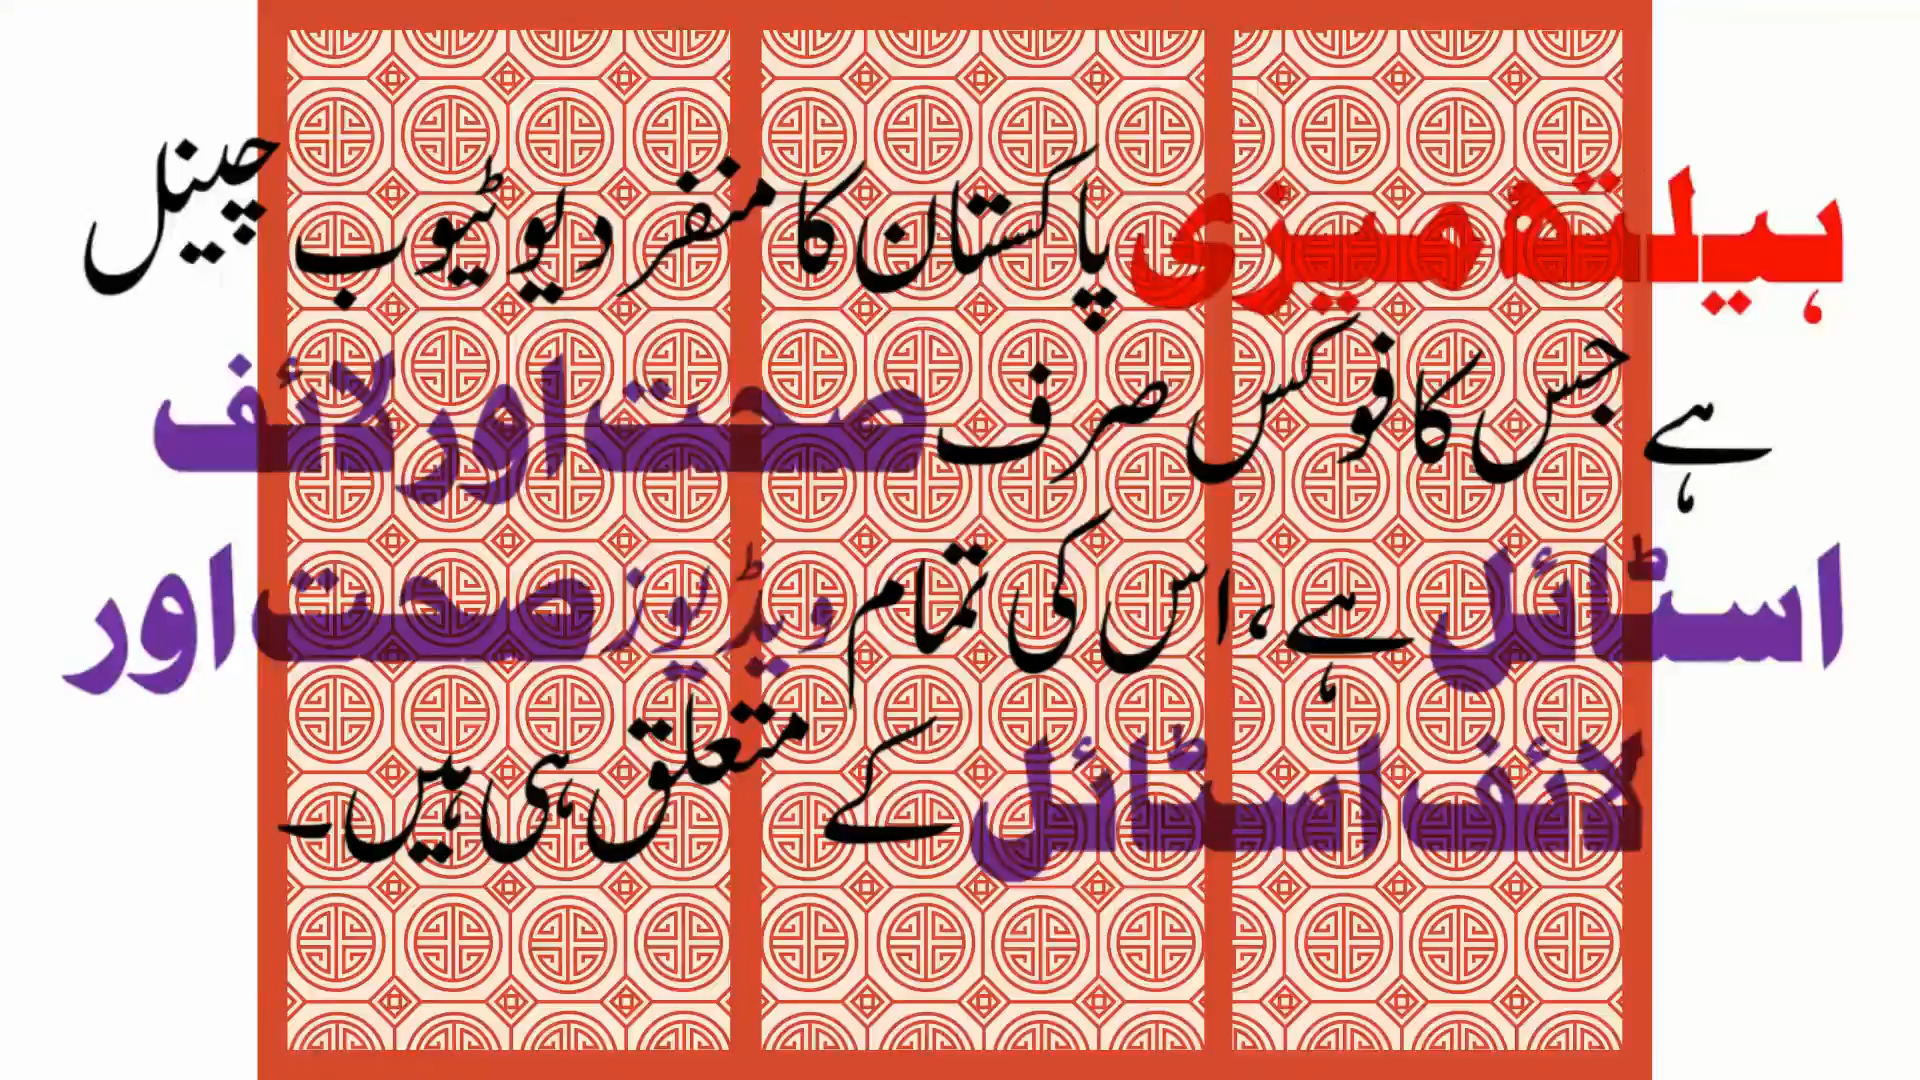 ہیلتھ میزی پاکستان کا منفرد یوٹیوب چینل
ہے جس کا فوکس صرف صحت اور لائف
اسٹائل ہے، اس کی تمام ویڈیوز صحت اور
لائف اسٹائل کے متعلق ہی ہیں۔